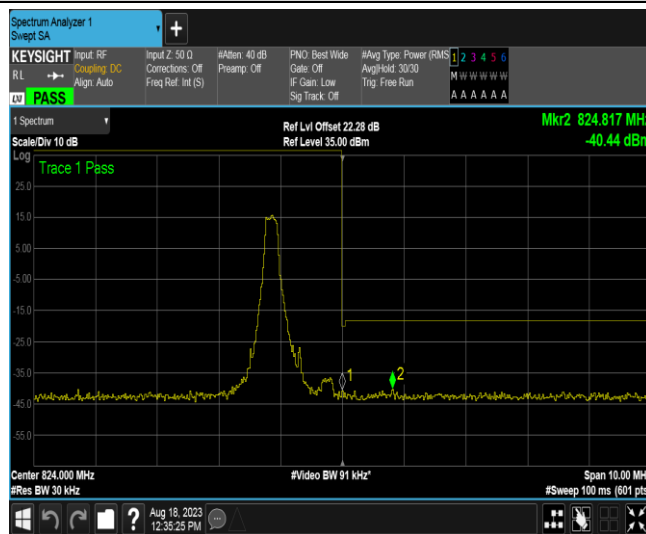 Spectrum Analyzer 1
Swept SA
+
KEYSIGHT Input: RF Input Z: 50 Ω #Atten: 40 dB PNO: Best Wide #Avg Type: Power (RMS 1 2 3 4 5 6
RL Coupling: DC Corrections: Off Preamp: Off Gate: Off Avg|Hold: 30/30 M W W W W W
Align: Auto Freq Ref: Int (S) IF Gain: Low Trig: Free Run
LXI PASS Sig Track: Off A A A A A A
1 Spectrum Ref Lvl Offset 22.28 dB Mkr2 824.817 MHz
Scale/Div 10 dB Ref Level 35.00 dBm -40.44 dBm
Log
Trace 1 Pass
25.0
15.0
5.00
-5.00
-15.0
-25.0
-35.0
1 2
-45.0
-55.0
Center 824.000 MHz #Video BW 91 kHz* Span 10.00 MH
#Res BW 30 kHz #Sweep 100 ms (601 pts
? Aug 18, 2023
12:35:25 PM